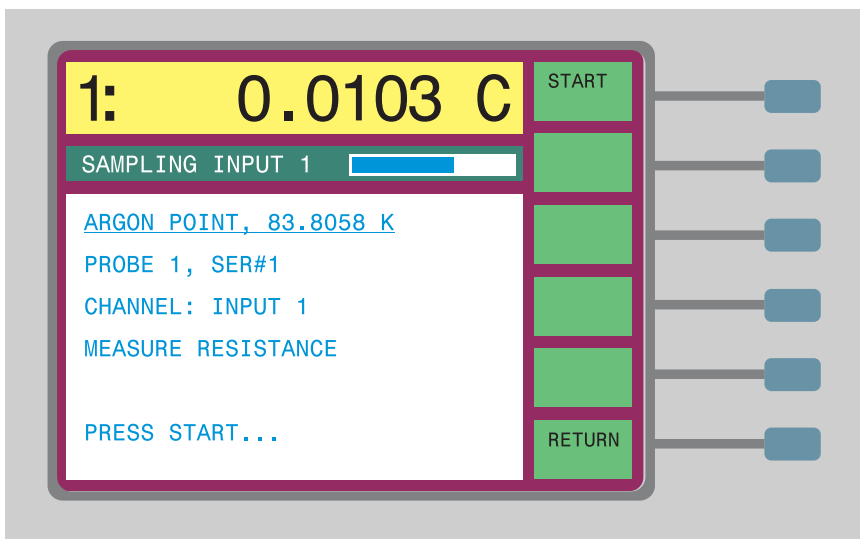 1: 0.0103 C
START
SAMPLING INPUT 1
ARGON POINT, 83.8058 K
PROBE 1, SER#1
CHANNEL: INPUT 1
MEASURE RESISTANCE
PRESS START...
RETURN